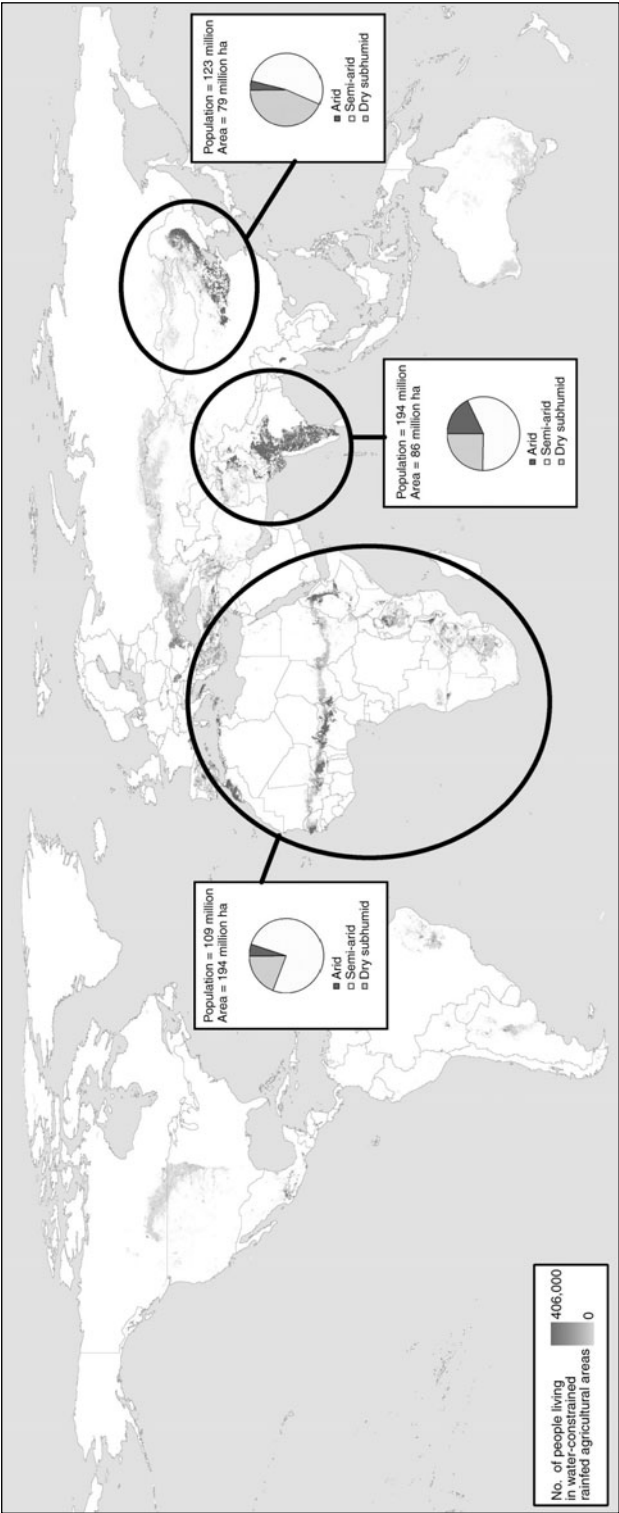 Population = 109 million
Area = 194 million ha
Arid
Semi-arid
Dry subhumid
Population = 194 million
Area = 86 million ha
Arid
Semi-arid
Dry subhumid
Population = 123 million
Area = 79 million ha
Arid
Semi-arid
Dry subhumid
No. of people living
in water-constrained
rainfed agricultural areas
406,000
0